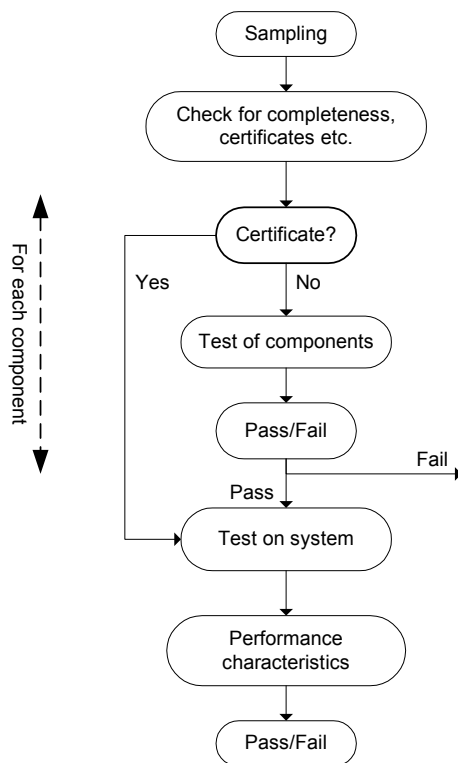 Sampling
Check for completeness,
certificates etc.
Certificate?
For each component
Yes
No
Test of components
Pass/Fail
Fail
Pass
Test on system
Performance
characteristics
Pass/Fail